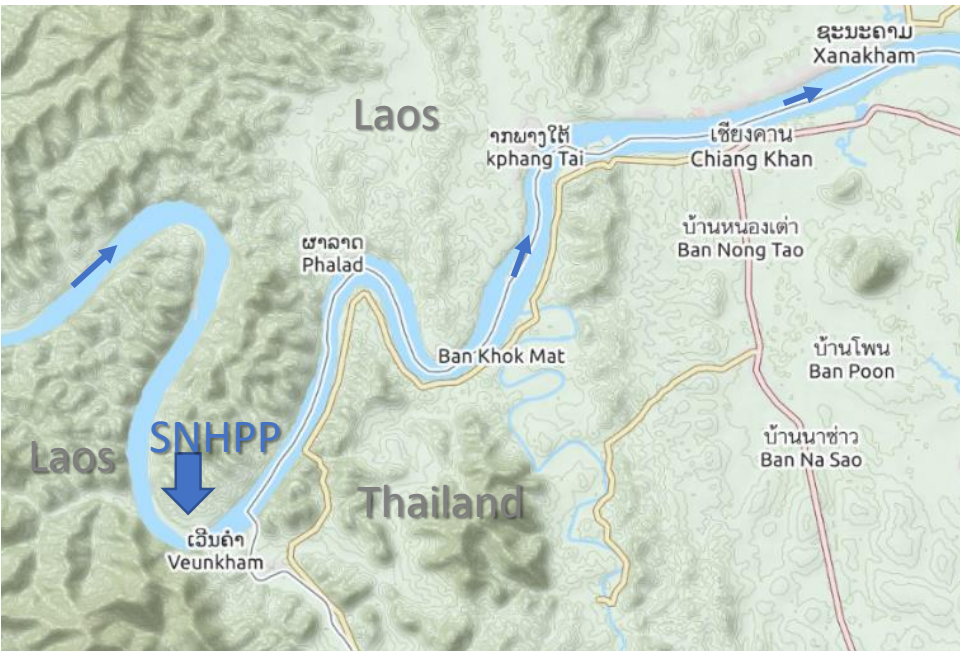 ຊະນະຄາມ
Xanakham
Laos
າກພາງໃຕ້
kphang Tai
เชียงคาน
Chiang Khan
บ้านหนองเต่า
Ban Nong Tao
ຜາລາດ
Phalad
Ban Khok Mat
บ้านโพน
Ban Poon
SNHPP
Laos
บ้านนาซ่าว
Ban Na Sao
Thailand
ເວີນຄຳ
Veunkham